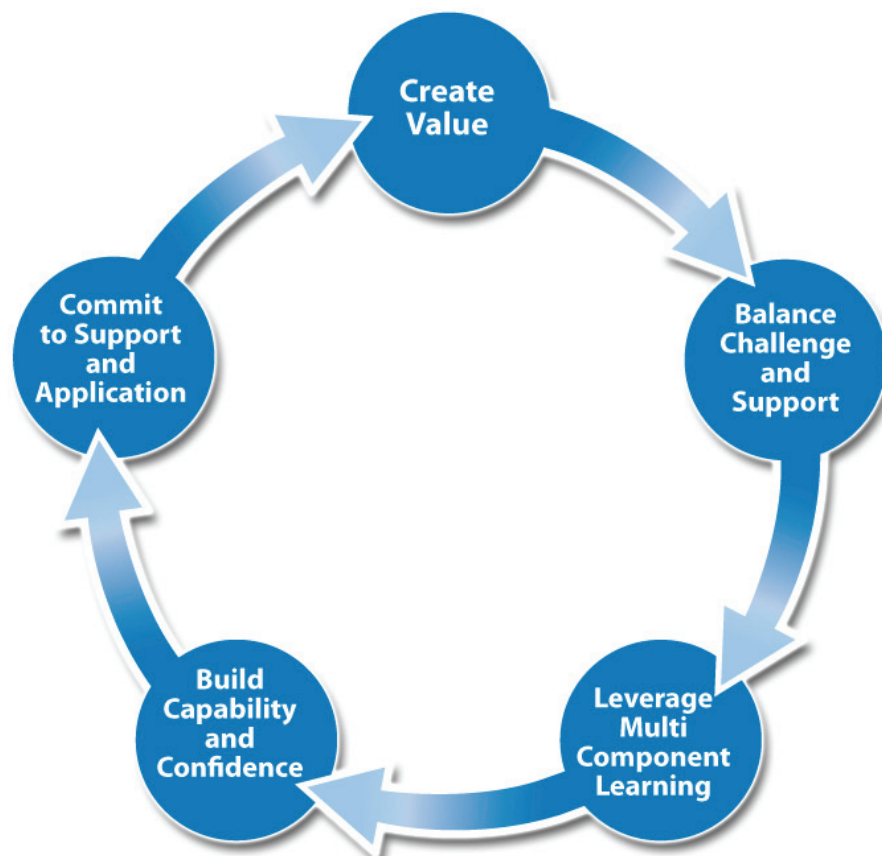 Create
Value
Balance
Challenge
and
Support
Leverage
Multi
Component
Learning
Build
Capability
and
Confidence
Commit
to Support
and
Application